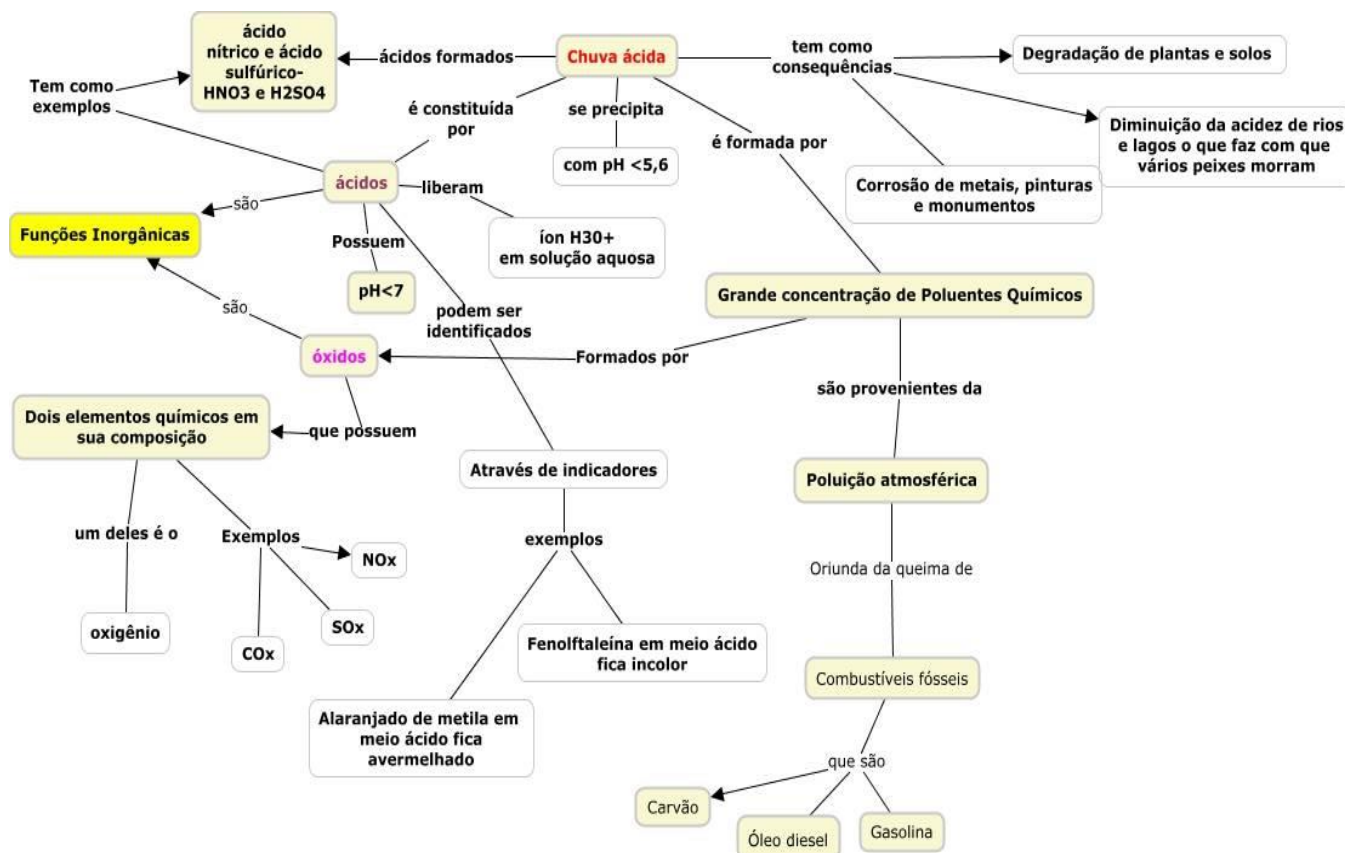 ácido
nítrico e ácido
sulfúrico-
HNO3 e H2SO4
ácidos formados
Chuva ácida
tem como
consequências
Degradação de plantas e solos
Tem como
exemplos
é constituída
por
se precipita
é formada por
Diminuição da acidez de rios
e lagos o que faz com que
vários peixes morram
com pH <5,6
Corrosão de metais, pinturas
e monumentos
ácidos
liberam
são
Funções Inorgânicas
Possuem
íon H30+
em solução aquosa
pH<7
Grande concentração de Poluentes Químicos
podem ser
identificados
são
óxidos
Formados por
são provenientes da
Dois elementos químicos em
sua composição
que possuem
Através de indicadores
Poluição atmosférica
um deles é o
Exemplos
exemplos
NOx
Oriunda da queima de
oxigênio
COx
SOx
Fenolftaleína em meio ácido
fica incolor
Combustíveis fósseis
Alaranjado de metila em
meio ácido fica
avermelhado
que são
Carvão
Óleo diesel
Gasolina